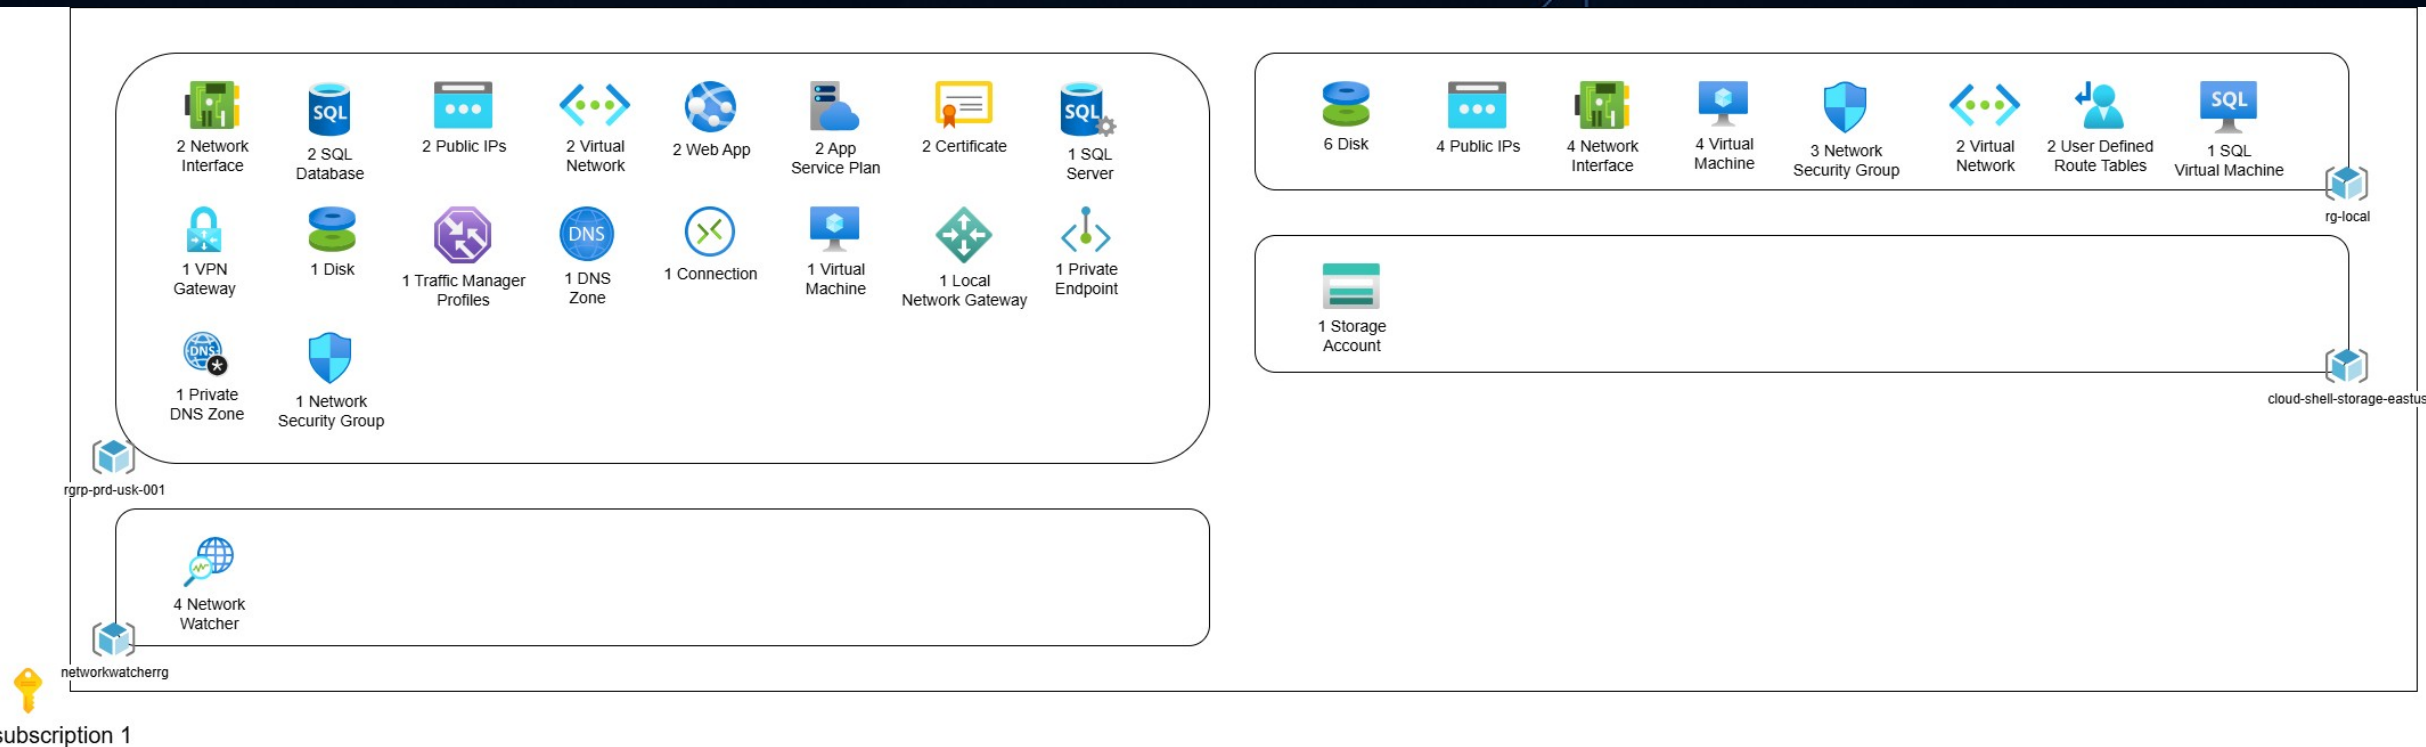 2 Network
Interface
SQL
2 SQL
Database
2 Public IPs
2 Virtual
Network
2 Web App
2 App
Service Plan
2 Certificate
SQL
1 SQL
Server
1 VPN
Gateway
1 Disk
1 Traffic Manager
Profiles
DNS
1 DNS
Zone
1 Connection
1 Virtual
Machine
1 Local
Network Gateway
1 Private
Endpoint
DNS
1 Private
DNS Zone
1 Network
Security Group
rgrp-prd-usk-001
6 Disk
4 Public IPs
4 Network
Interface
4 Virtual
Machine
3 Network
Security Group
2 Virtual
Network
2 User Defined
Route Tables
SQL
1 SQL
Virtual Machine
rg-local
1 Storage
Account
cloud-shell-storage-eastus
4 Network
Watcher
networkwatcherrg
subscription 1